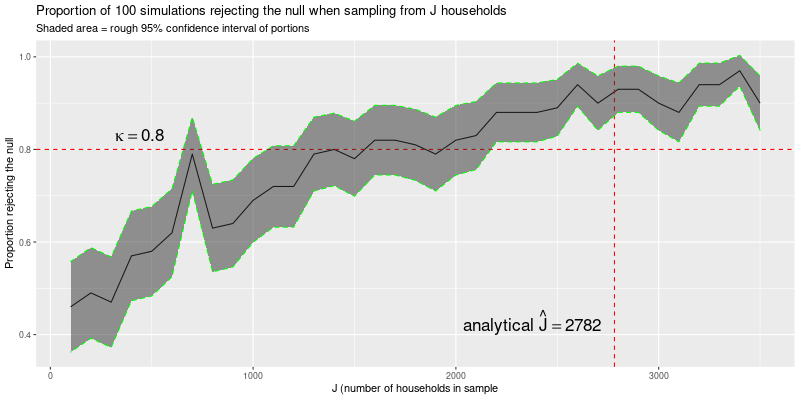 Proportion of 100 simulations rejecting the null when sampling from J households
Shaded area = rough 95% confidence interval of portions
1.0
0.8
0.6
0.4
Proportion rejecting the null
κ = 0.8
analytical Ĵ = 2782
0 1000 2000 3000
J (number of households in sample